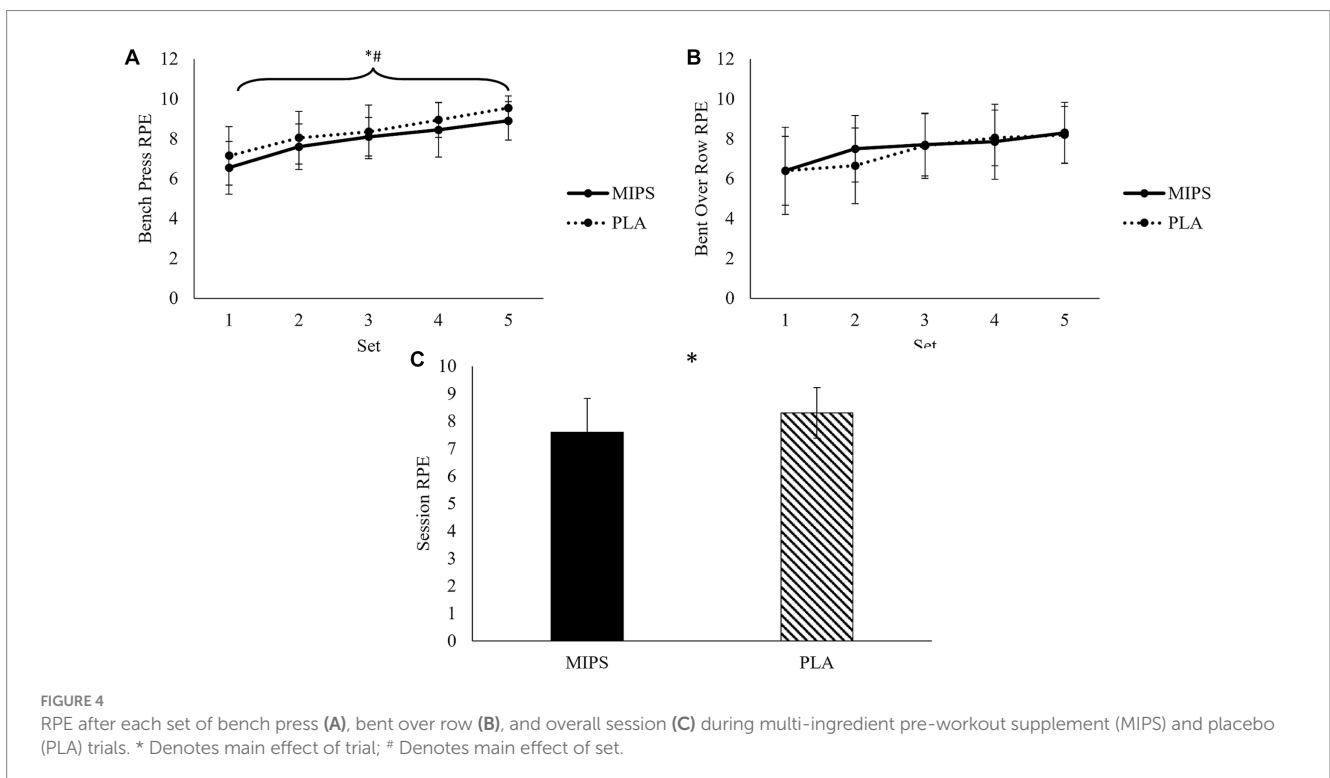 A
*#
12
10
8
6
4
2
0
Bench Press RPE
1 2 3 4 5
Set
MIPS
PLA
B
12
10
8
6
4
2
0
Bent Over Row RPE
1 2 3 4 5
Set
MIPS
PLA
C
*
10
9
8
7
6
5
4
3
2
1
0
Session RPE
MIPS PLA
FIGURE 4
RPE after each set of bench press (A), bent over row (B), and overall session (C) during multi-ingredient pre-workout supplement (MIPS) and placebo
(PLA) trials. * Denotes main effect of trial; # Denotes main effect of set.